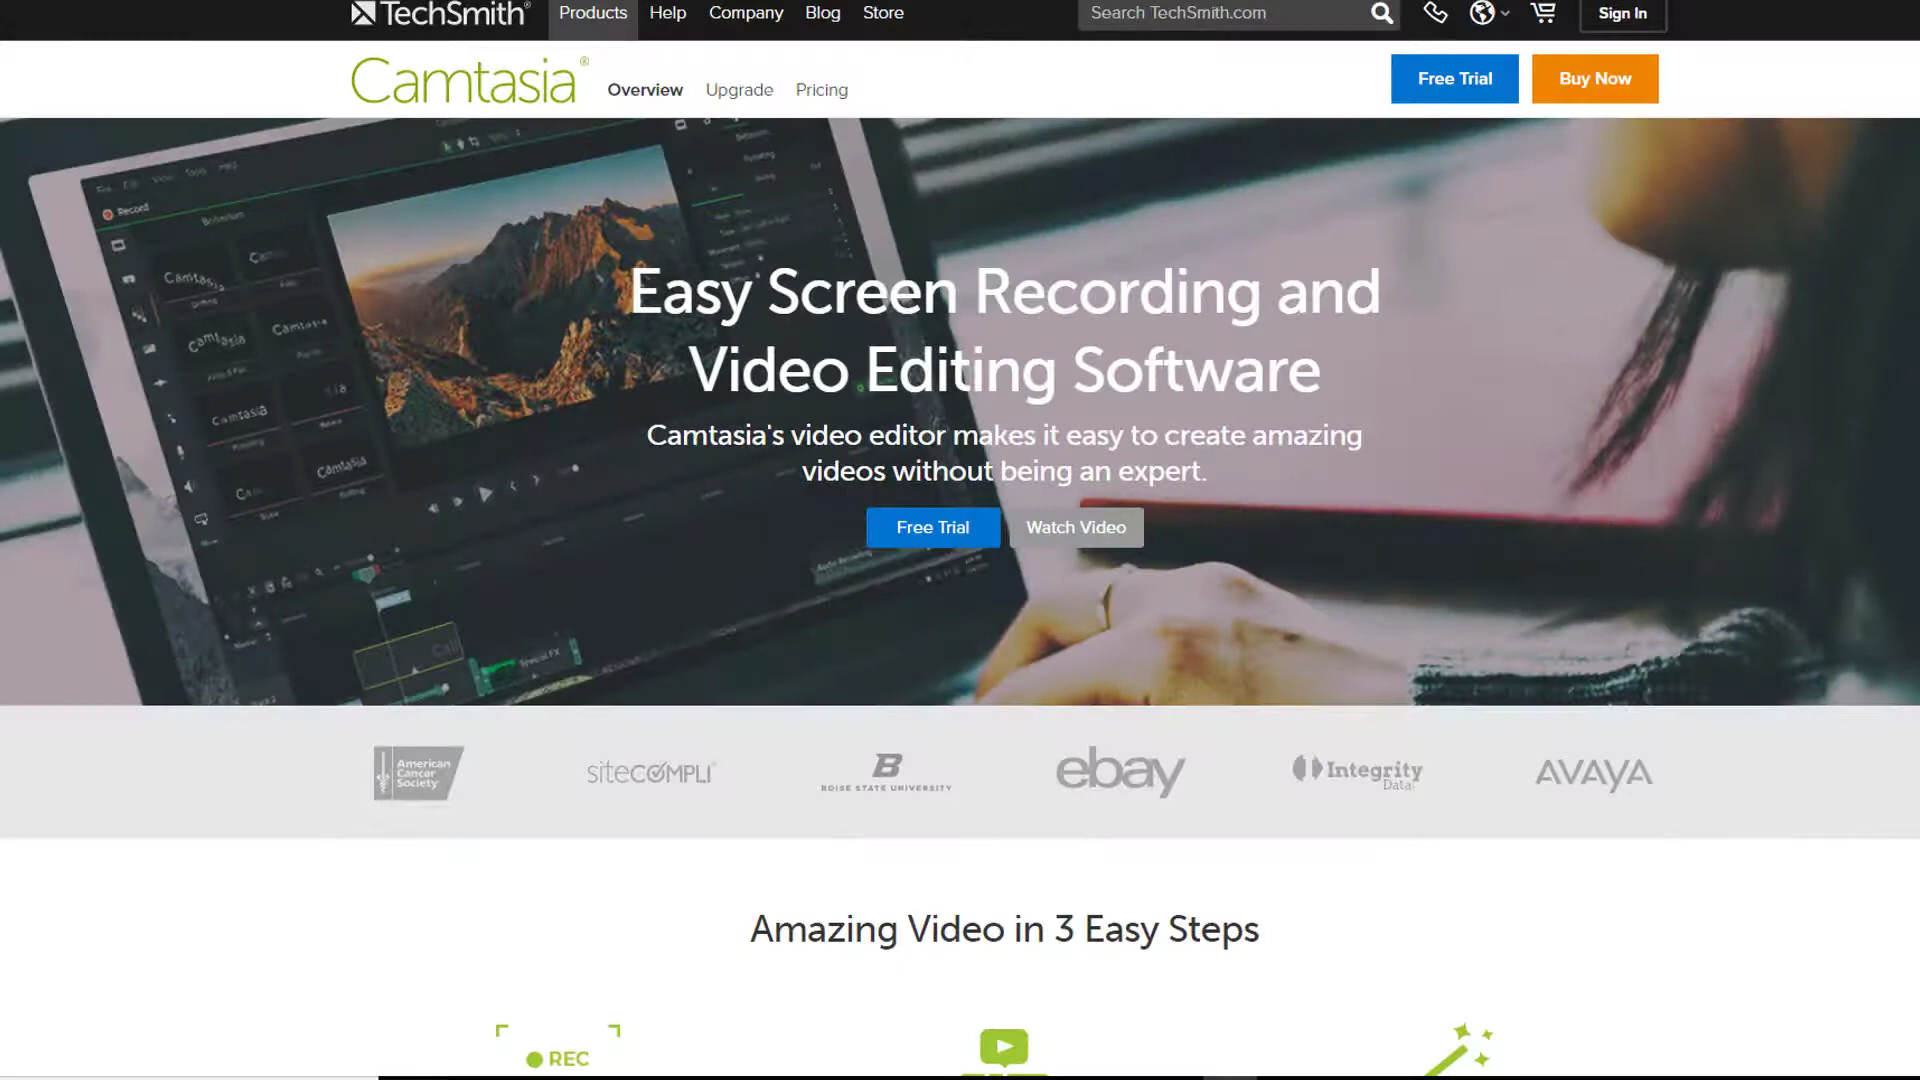 TechSmith®
Products Help Company Blog Store
Search TechSmith.com
Sign In
Camtasia®
Overview Upgrade Pricing
Free Trial
Buy Now
Record
Easy Screen Recording and
Video Editing Software
Camtasia's video editor makes it easy to create amazing
videos without being an expert.
Free Trial
Watch Video
American
Cancer
Society
siteCOMPLI
B
BOISE STATE UNIVERSITY
ebay
Integrity
Data
AVAYA
Amazing Video in 3 Easy Steps
REC